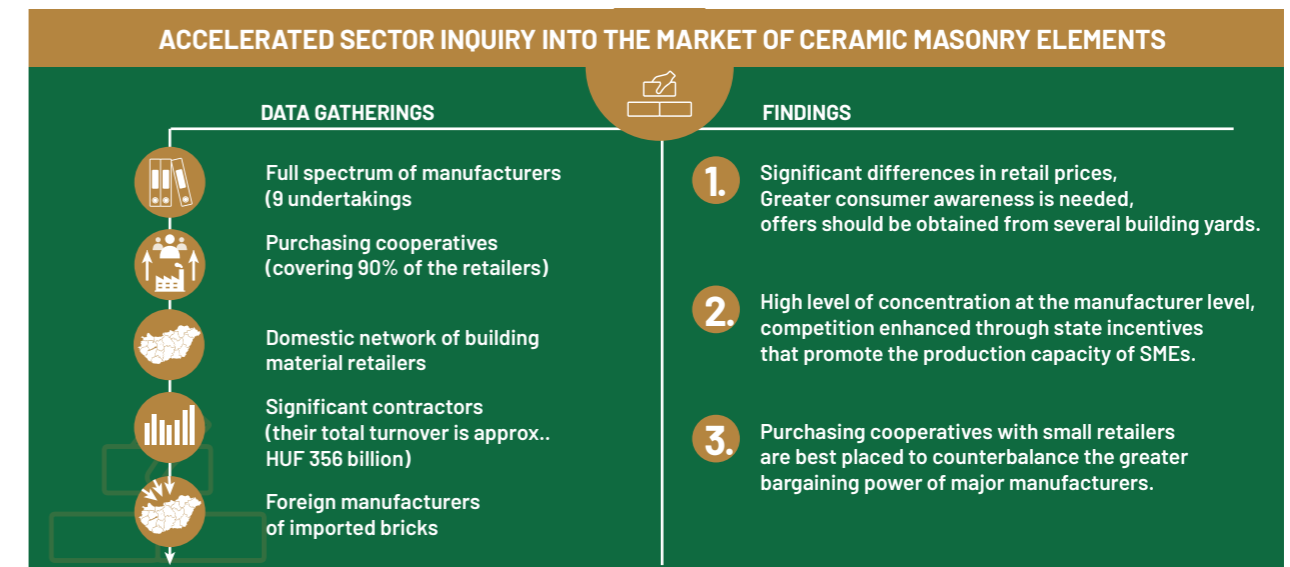 ACCELERATED SECTOR INQUIRY INTO THE MARKET OF CERAMIC MASONRY ELEMENTS
DATA GATHERINGS
Full spectrum of manufacturers
(9 undertakings
Purchasing cooperatives
(covering 90% of the retailers)
Domestic network of building
material retailers
Significant contractors
(their total turnover is approx..
HUF 356 billion)
Foreign manufacturers
of imported bricks
FINDINGS
1.
Significant differences in retail prices,
Greater consumer awareness is needed,
offers should be obtained from several building yards.
2.
High level of concentration at the manufacturer level,
competition enhanced through state incentives
that promote the production capacity of SMEs.
3.
Purchasing cooperatives with small retailers
are best placed to counterbalance the greater
bargaining power of major manufacturers.